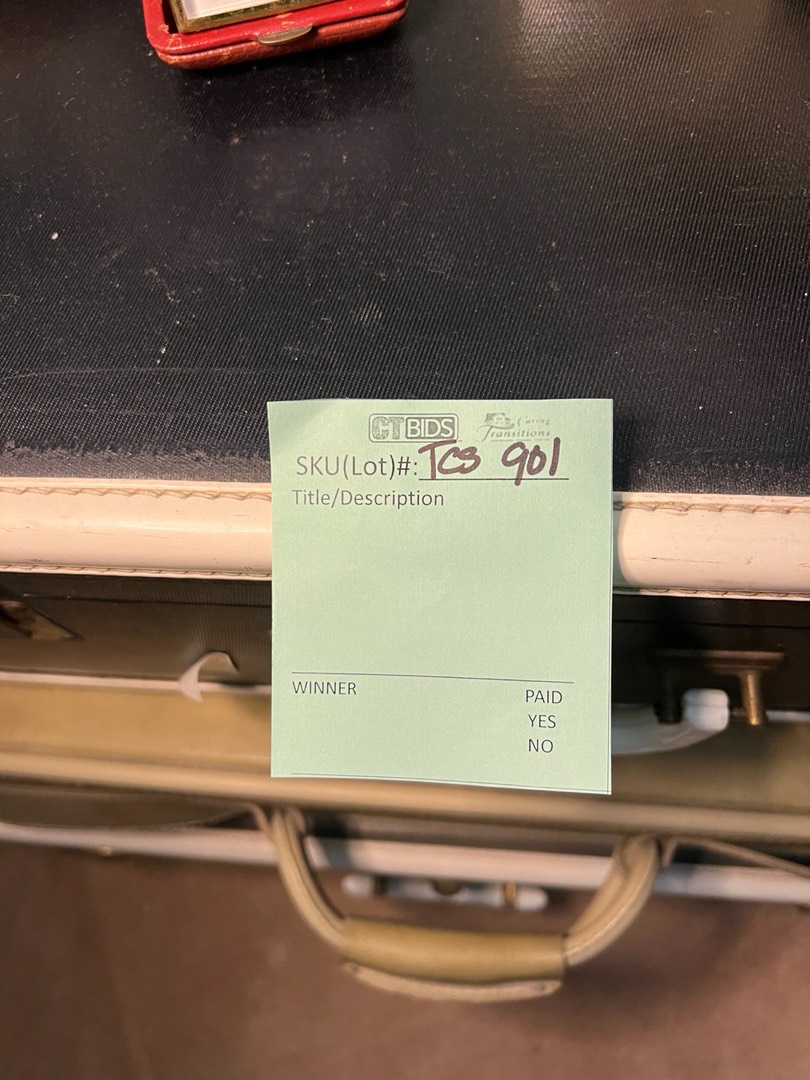 CTBIDS Caring Transitions
SKU(Lot)#: TCS 901
Title/Description
WINNER PAID
YES
NO